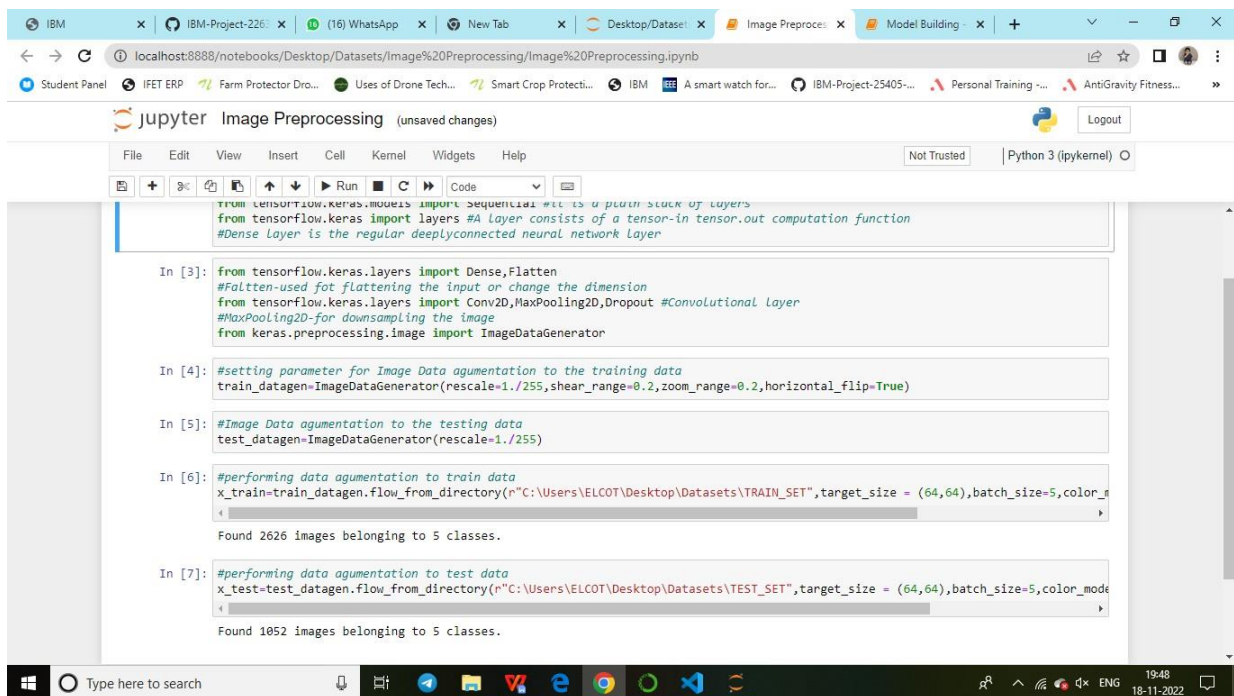 IBM
IBM-Project-2263
(16) WhatsApp
New Tab
Desktop/Dataset
Image Preproces
Model Building -
localhost:8888/notebooks/Desktop/Datasets/Image%20Preprocessing/Image%20Preprocessing.ipynb
Student Panel IFET ERP Farm Protector Dro... Uses of Drone Tech... Smart Crop Protecti... IBM IEEE A smart watch for... IBM-Project-25405-... Personal Training -... AntiGravity Fitness... »
jupyter Image Preprocessing (unsaved changes)
Logout
File Edit View Insert Cell Kernel Widgets Help
Not Trusted
Python 3 (ipykernel)
Run
Code
from tensorflow.keras.models import Sequential #it is a plain stack of layers
from tensorflow.keras import layers #A layer consists of a tensor-in tensor.out computation function
#Dense layer is the regular deeplyconnected neural network layer
In [3]: from tensorflow.keras.layers import Dense,Flatten
#Faltten-used fot flattening the input or change the dimension
from tensorflow.keras.layers import Conv2D,MaxPooling2D,Dropout #Convolutional layer
#MaxPooling2D-for downsampling the image
from keras.preprocessing.image import ImageDataGenerator
In [4]: #setting parameter for Image Data agumentation to the training data
train_datagen=ImageDataGenerator(rescale=1./255,shear_range=0.2,zoom_range=0.2,horizontal_flip=True)
In [5]: #Image Data agumentation to the testing data
test_datagen=ImageDataGenerator(rescale=1./255)
In [6]: #performing data agumentation to train data
x_train=train_datagen.flow_from_directory(r"C:\Users\ELCOT\Desktop\Datasets\TRAIN_SET",target_size = (64,64),batch_size=5,color_m
Found 2626 images belonging to 5 classes.
In [7]: #performing data agumentation to test data
x_test=test_datagen.flow_from_directory(r"C:\Users\ELCOT\Desktop\Datasets\TEST_SET",target_size = (64,64),batch_size=5,color_mode
Found 1052 images belonging to 5 classes.
Type here to search
ENG
19:48
18-11-2022